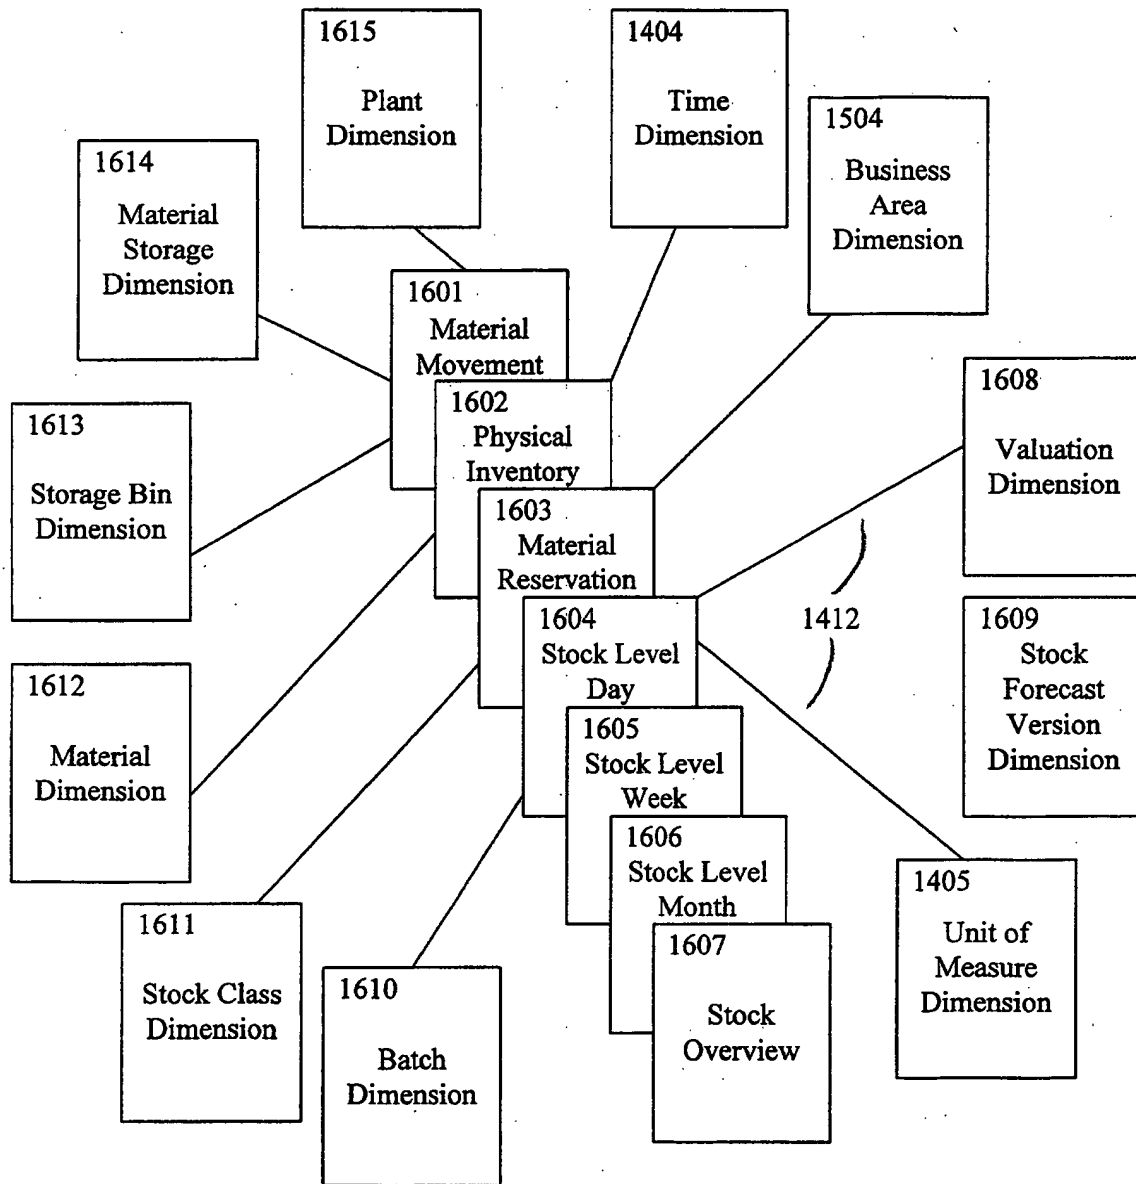 1615
Plant
Dimension
1404
Time
Dimension
1504
Business
Area
Dimension
1614
Material
Storage
Dimension
1601
Material
Movement
1602
Physical
Inventory
1603
Material
Reservation
1604
Stock Level
Day
1605
Stock Level
Week
1606
Stock Level
Month
1607
Stock
Overview
1608
Valuation
Dimension
1412
1609
Stock
Forecast
Version
Dimension
1405
Unit of
Measure
Dimension
1613
Storage Bin
Dimension
1612
Material
Dimension
1611
Stock Class
Dimension
1610
Batch
Dimension